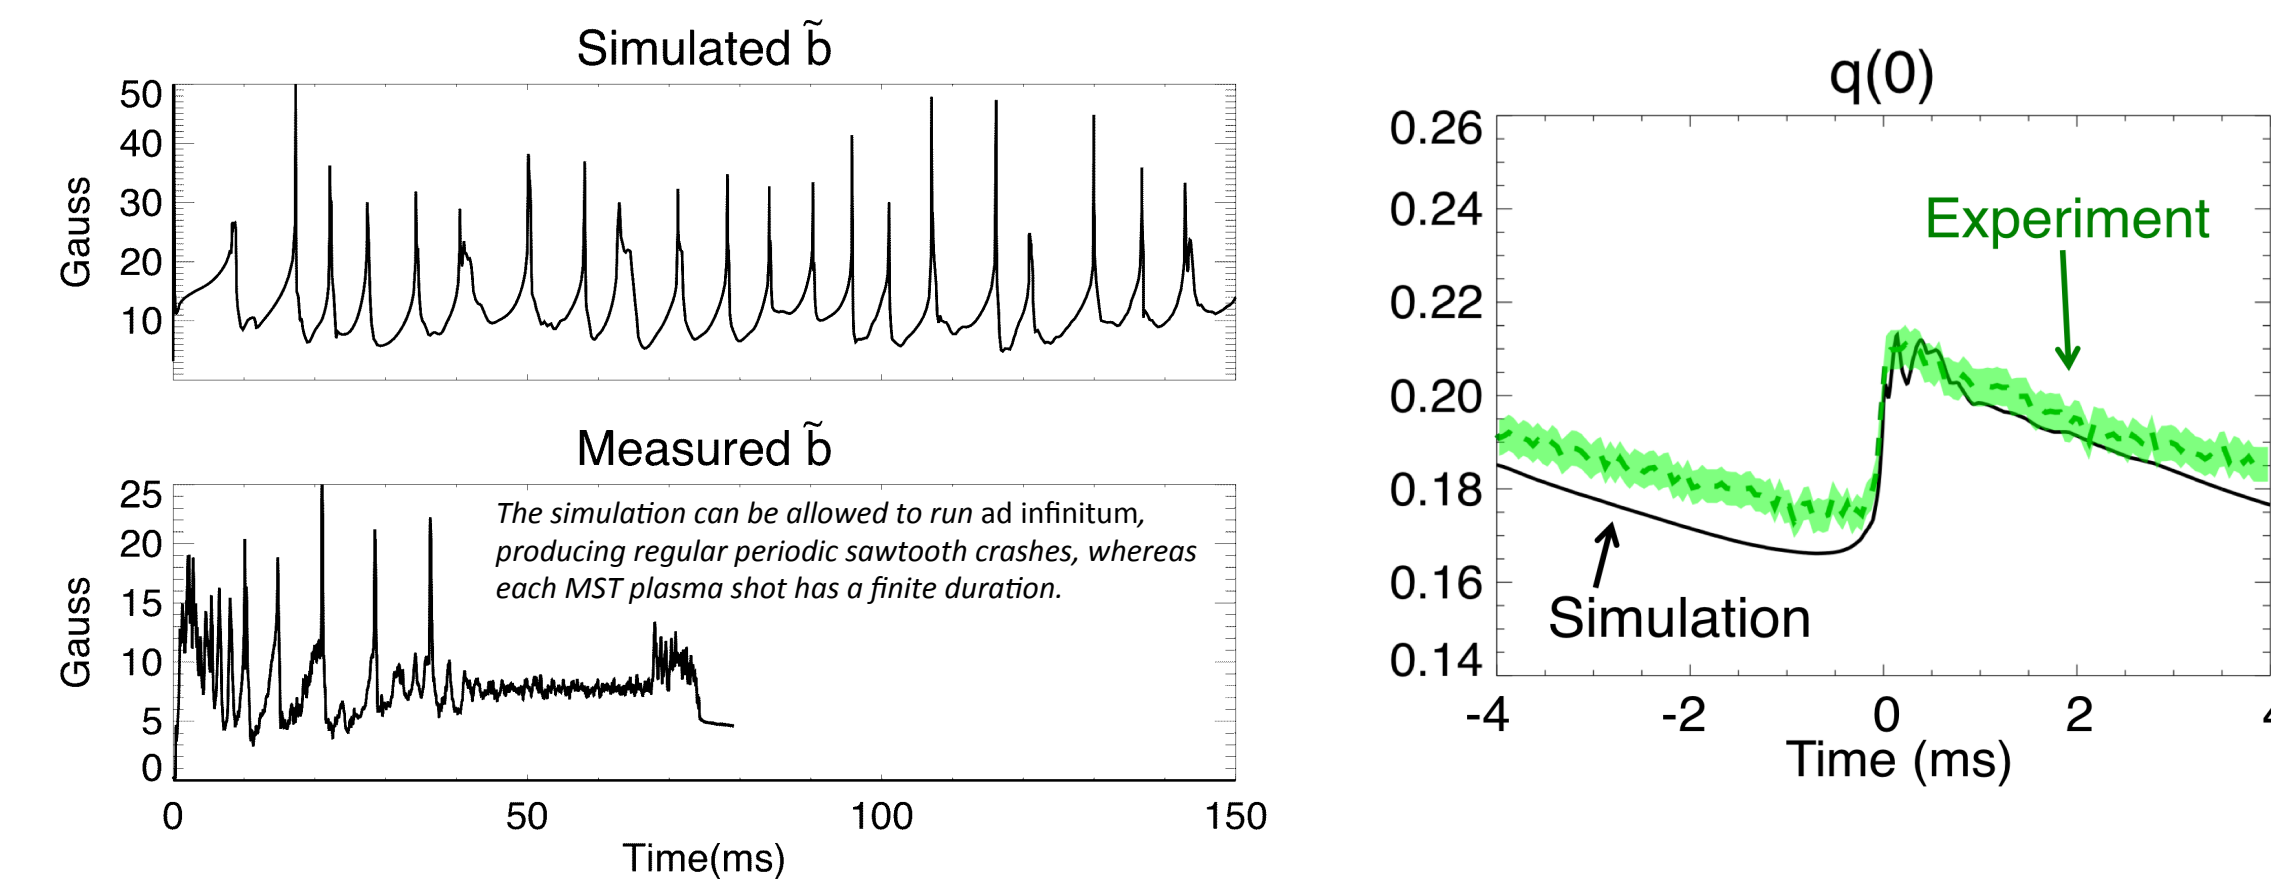 Simulated b̃
Gauss
50
40
30
20
10
Measured b̃
The simulation can be allowed to run ad infinitum,
producing regular periodic sawtooth crashes, whereas
each MST plasma shot has a finite duration.
Gauss
25
20
15
10
5
0
0 50 100 150
Time(ms)
q(0)
0.26
0.24
0.22
0.20
0.18
0.16
0.14
Experiment
Simulation
-4 -2 0 2 4
Time (ms)